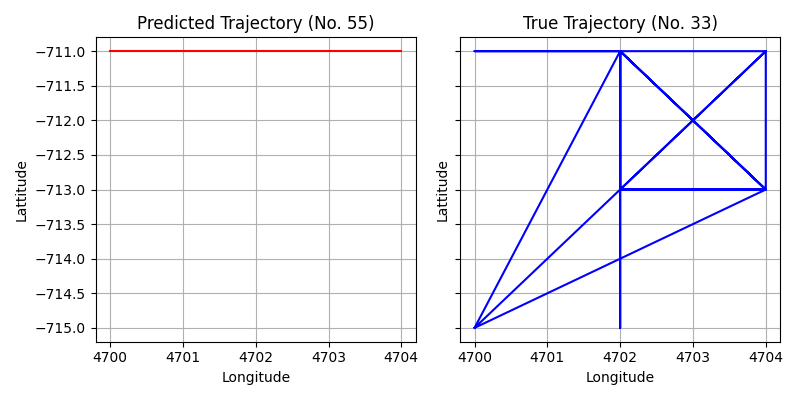 Predicted Trajectory (No. 55)
−711.0
−711.5
−712.0
−712.5
−713.0
−713.5
−714.0
−714.5
−715.0
Lattitude
4700 4701 4702 4703 4704
Longitude
True Trajectory (No. 33)
Lattitude
4700 4701 4702 4703 4704
Longitude